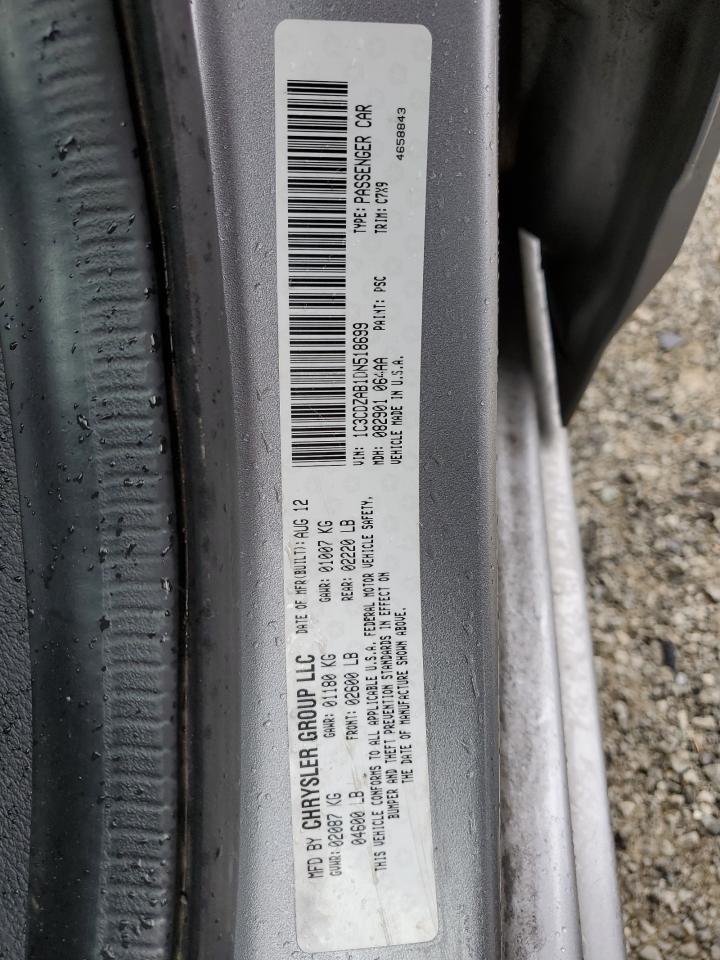 MFD BY CHRYSLER GROUP LLC DATE OF MFR(BUILT): AUG 12
GVWR: 02087 KG GAWR: 01180 KG GAWR: 01007 KG
04600 LB FRONT: 02600 LB REAR: 02220 LB
THIS VEHICLE CONFORMS TO ALL APPLICABLE U.S.A. FEDERAL MOTOR VEHICLE SAFETY,
BUMPER AND THEFT PREVENTION STANDARDS IN EFFECT ON
THE DATE OF MANUFACTURE SHOWN ABOVE.
VIN: 1C3CDZAB1DN518699 TYPE: PASSENGER CAR
MDH: 082901 064AA PAINT: PSC TRIM: C7X9
VEHICLE MADE IN U.S.A.
4658843